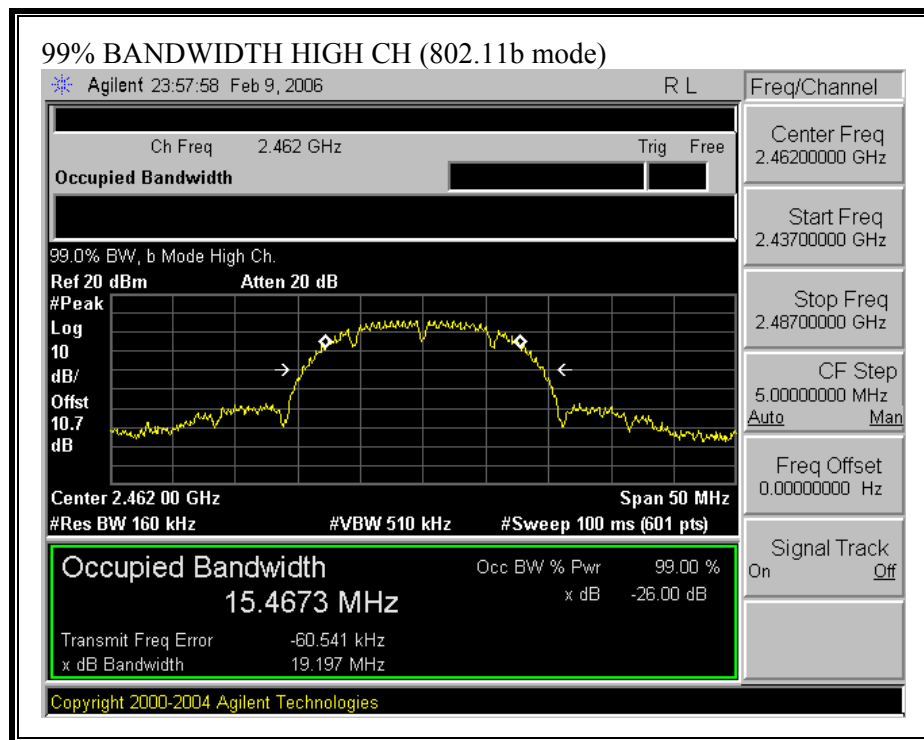 99% BANDWIDTH HIGH CH (802.11b mode)
Agilent 23:57:58 Feb 9, 2006 R L
Freq/Channel
Ch Freq 2.462 GHz Trig Free
Occupied Bandwidth
Center Freq
2.46200000 GHz
Start Freq
2.43700000 GHz
Stop Freq
2.48700000 GHz
CF Step
5.00000000 MHz
Auto Man
Freq Offset
0.00000000 Hz
Signal Track
On Off
99.0% BW, b Mode High Ch.
Ref 20 dBm Atten 20 dB
#Peak
Log
10
dB/
Offst
10.7
dB
Center 2.462 00 GHz Span 50 MHz
#Res BW 160 kHz #VBW 510 kHz #Sweep 100 ms (601 pts)
Occupied Bandwidth Occ BW % Pwr 99.00 %
15.4673 MHz x dB -26.00 dB
Transmit Freq Error -60.541 kHz
x dB Bandwidth 19.197 MHz
Copyright 2000-2004 Agilent Technologies